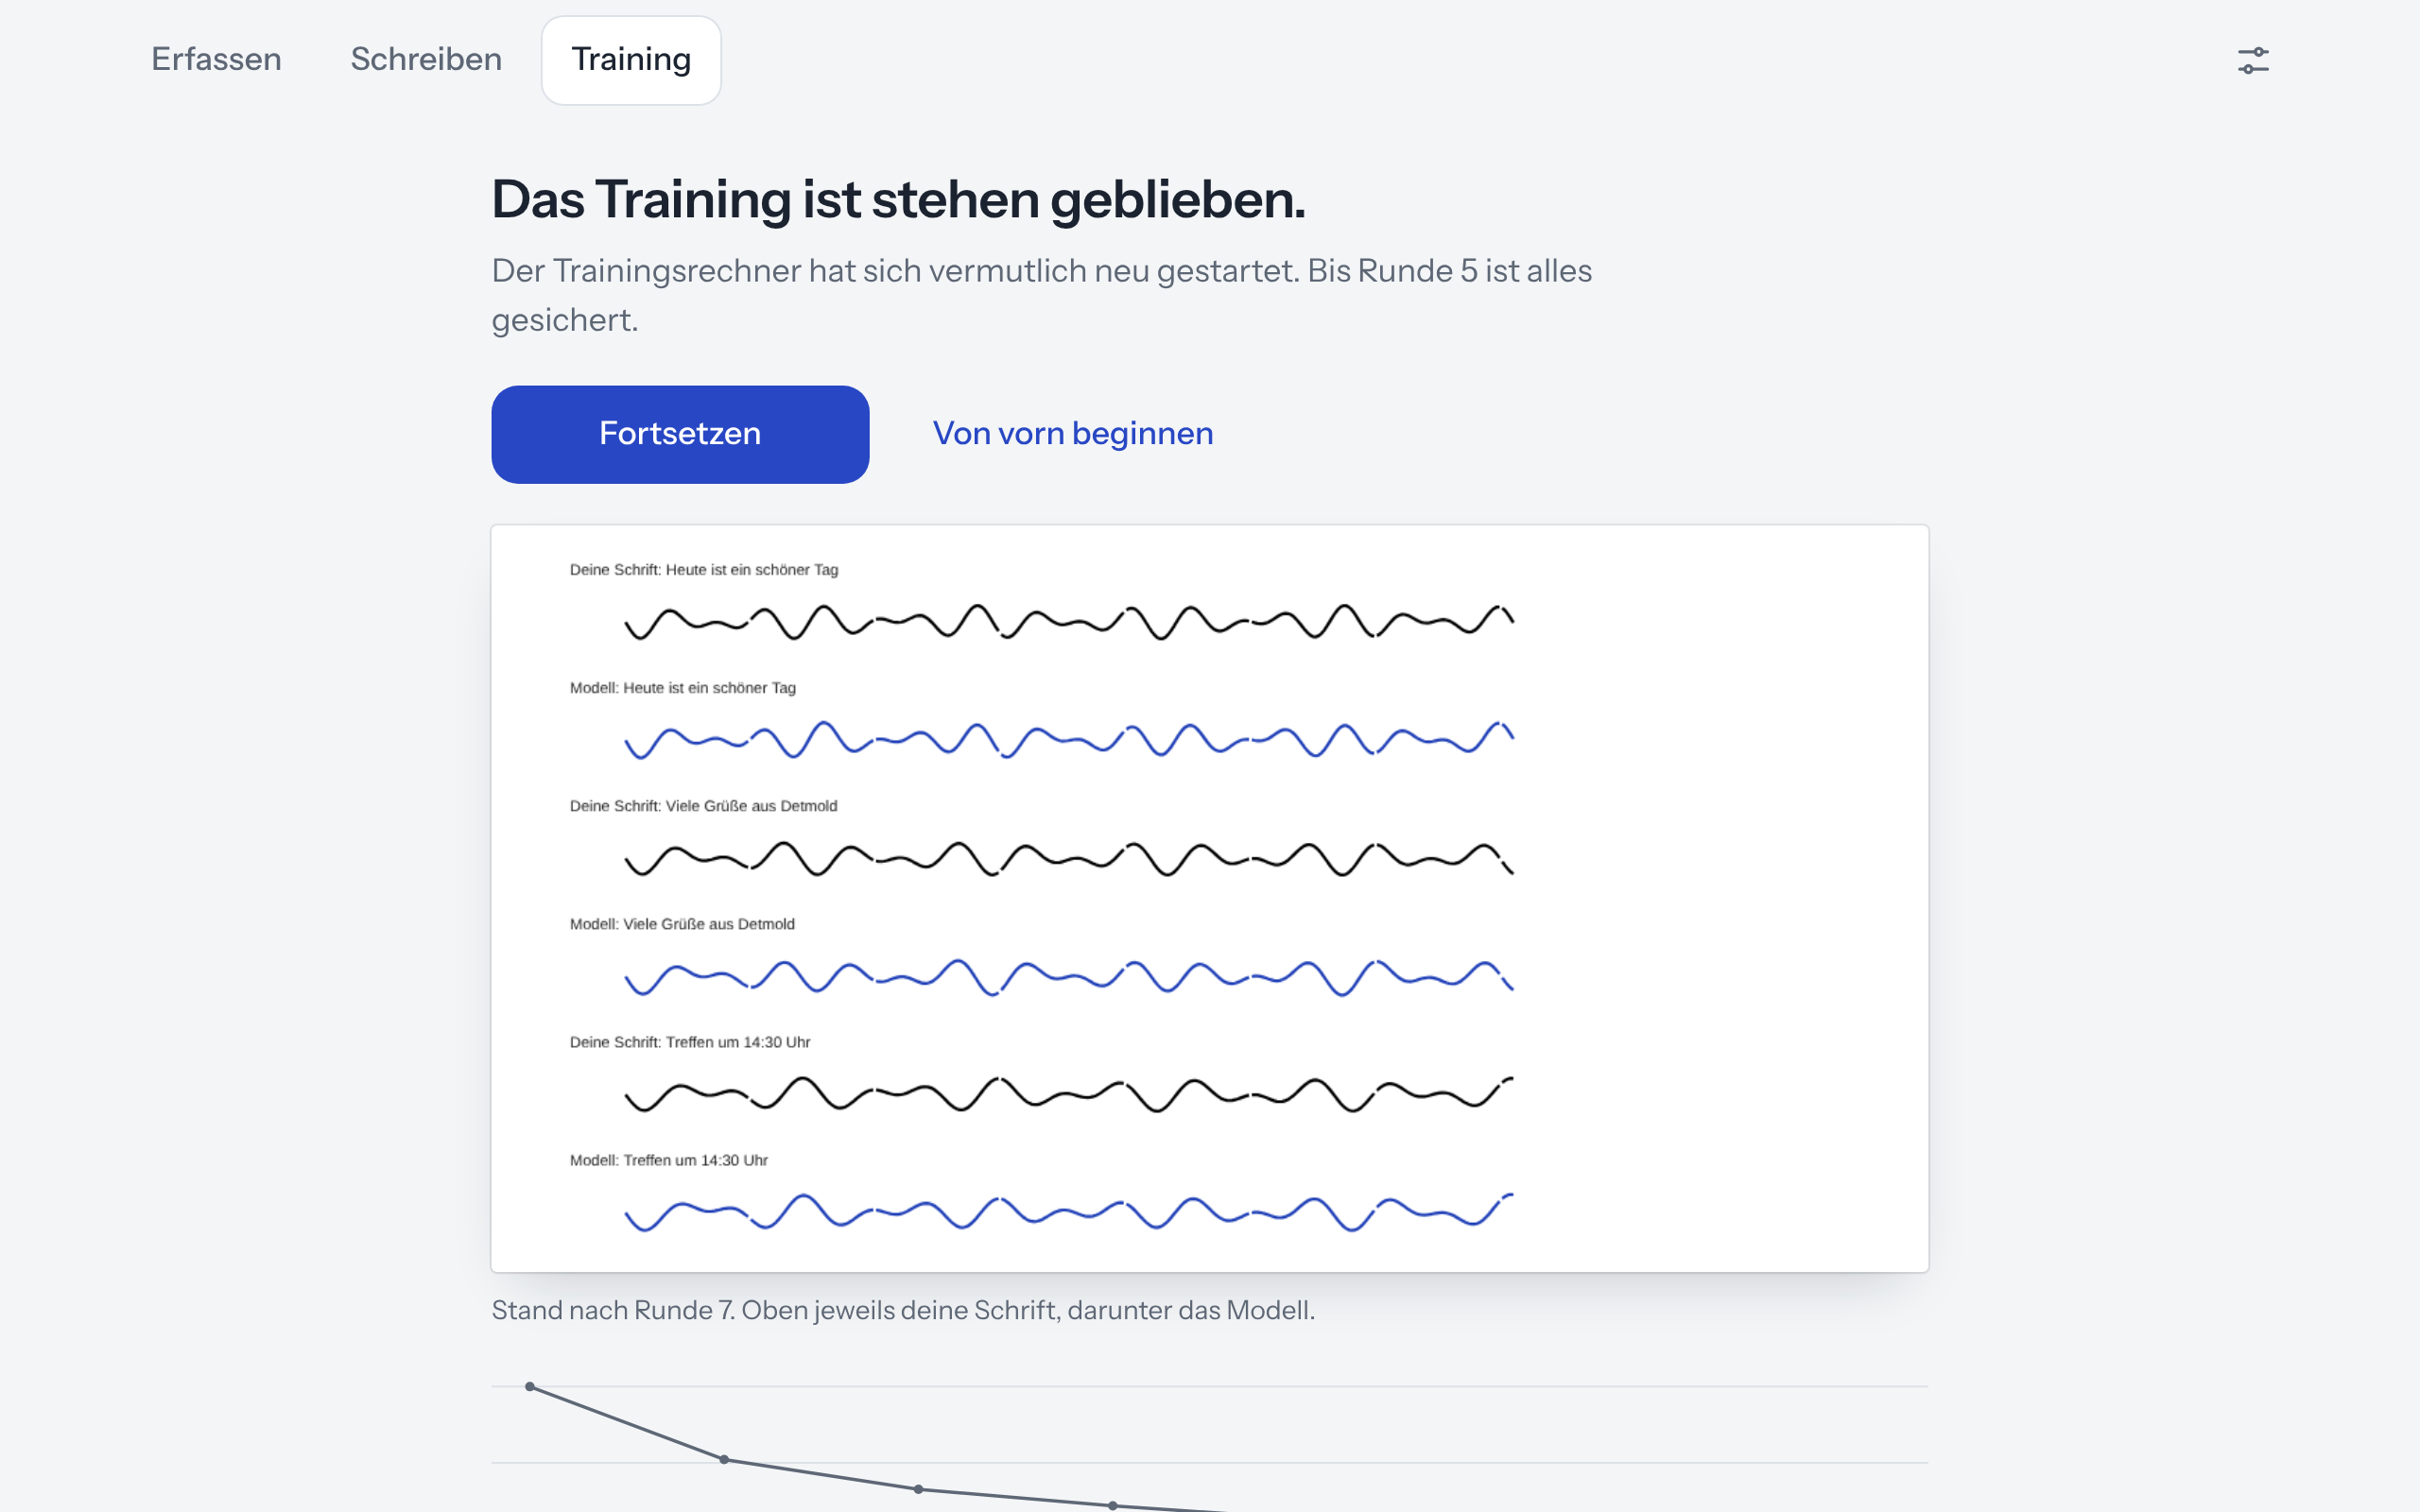 Erfassen Schreiben Training
Das Training ist stehen geblieben.
Der Trainingsrechner hat sich vermutlich neu gestartet. Bis Runde 5 ist alles
gesichert.
Fortsetzen Von vorn beginnen
Deine Schrift: Heute ist ein schöner Tag
Modell: Heute ist ein schöner Tag
Deine Schrift: Viele Grüße aus Detmold
Modell: Viele Grüße aus Detmold
Deine Schrift: Treffen um 14:30 Uhr
Modell: Treffen um 14:30 Uhr
Stand nach Runde 7. Oben jeweils deine Schrift, darunter das Modell.